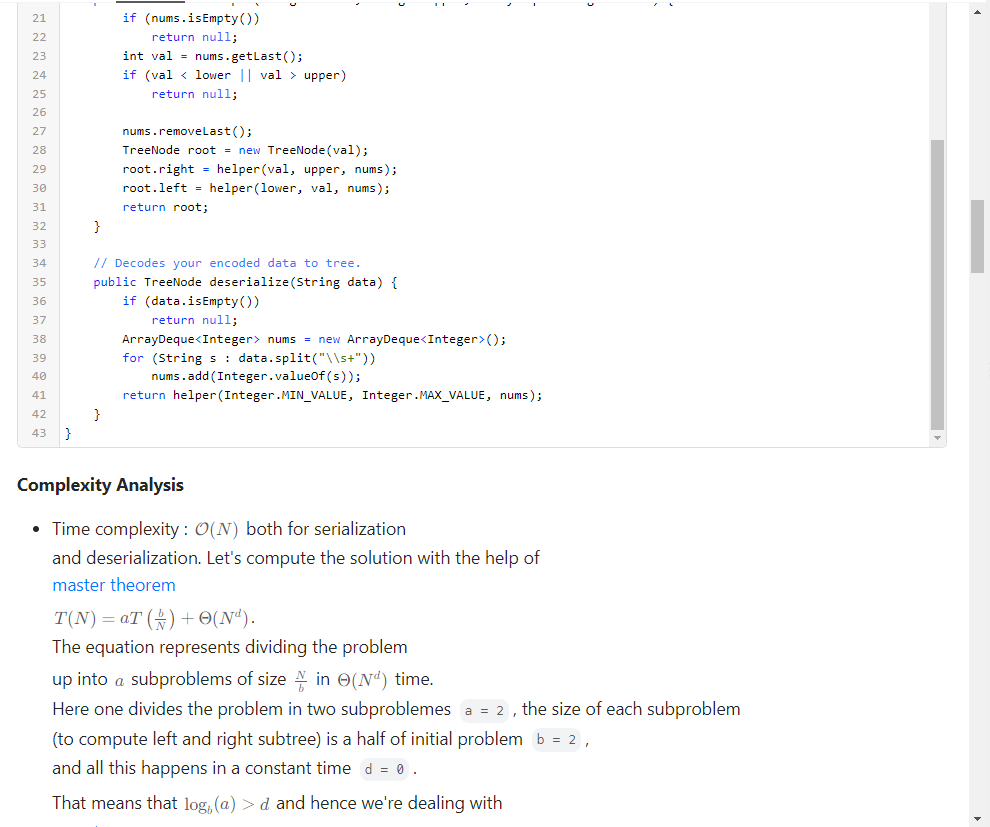 21 if (nums.isEmpty())
22 return null;
23 int val = nums.getLast();
24 if (val < lower || val > upper)
25 return null;
26
27 nums.removeLast();
28 TreeNode root = new TreeNode(val);
29 root.right = helper(val, upper, nums);
30 root.left = helper(lower, val, nums);
31 return root;
32 }
33
34 // Decodes your encoded data to tree.
35 public TreeNode deserialize(String data) {
36 if (data.isEmpty())
37 return null;
38 ArrayDeque<Integer> nums = new ArrayDeque<Integer>();
39 for (String s : data.split("\\s+"))
40 nums.add(Integer.valueOf(s));
41 return helper(Integer.MIN_VALUE, Integer.MAX_VALUE, nums);
42 }
43 }
Complexity Analysis
• Time complexity : O(N) both for serialization
and deserialization. Let's compute the solution with the help of
master theorem
T(N) = aT(b/N) + Θ(N^d).
The equation represents dividing the problem
up into a subproblems of size N/b in Θ(N^d) time.
Here one divides the problem in two subproblemes a = 2 , the size of each subproblem
(to compute left and right subtree) is a half of initial problem b = 2 ,
and all this happens in a constant time d = 0 .
That means that log_b(a) > d and hence we're dealing with